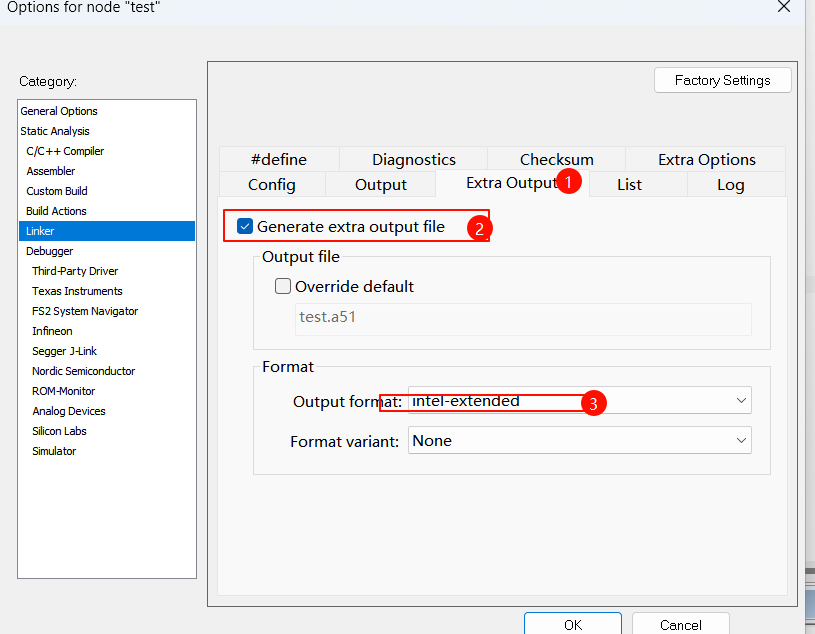 Options for node "test"
Factory Settings
Category:
General Options
Static Analysis
C/C++ Compiler
Assembler
Custom Build
Build Actions
Linker
Debugger
Third-Party Driver
Texas Instruments
FS2 System Navigator
Infineon
Segger J-Link
Nordic Semiconductor
ROM-Monitor
Analog Devices
Silicon Labs
Simulator
#define Diagnostics Checksum Extra Options
Config Output Extra Output 1 List Log
Generate extra output file 2
Output file
Override default
test.a51
Format
Output format: intel-extended 3
Format variant: None
OK Cancel